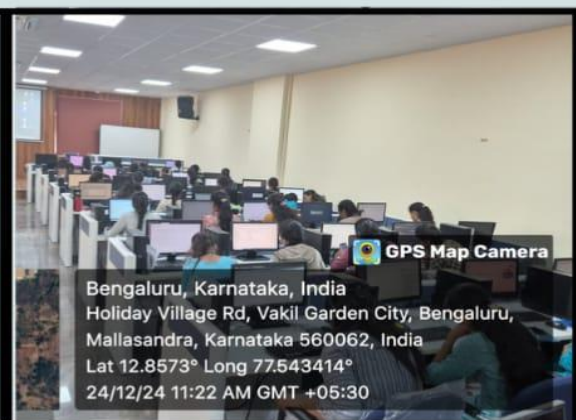 GPS Map Camera
Bengaluru, Karnataka, India
Holiday Village Rd, Vakil Garden City, Bengaluru,
Mallasandra, Karnataka 560062, India
Lat 12.8573° Long 77.543414°
24/12/24 11:22 AM GMT +05:30